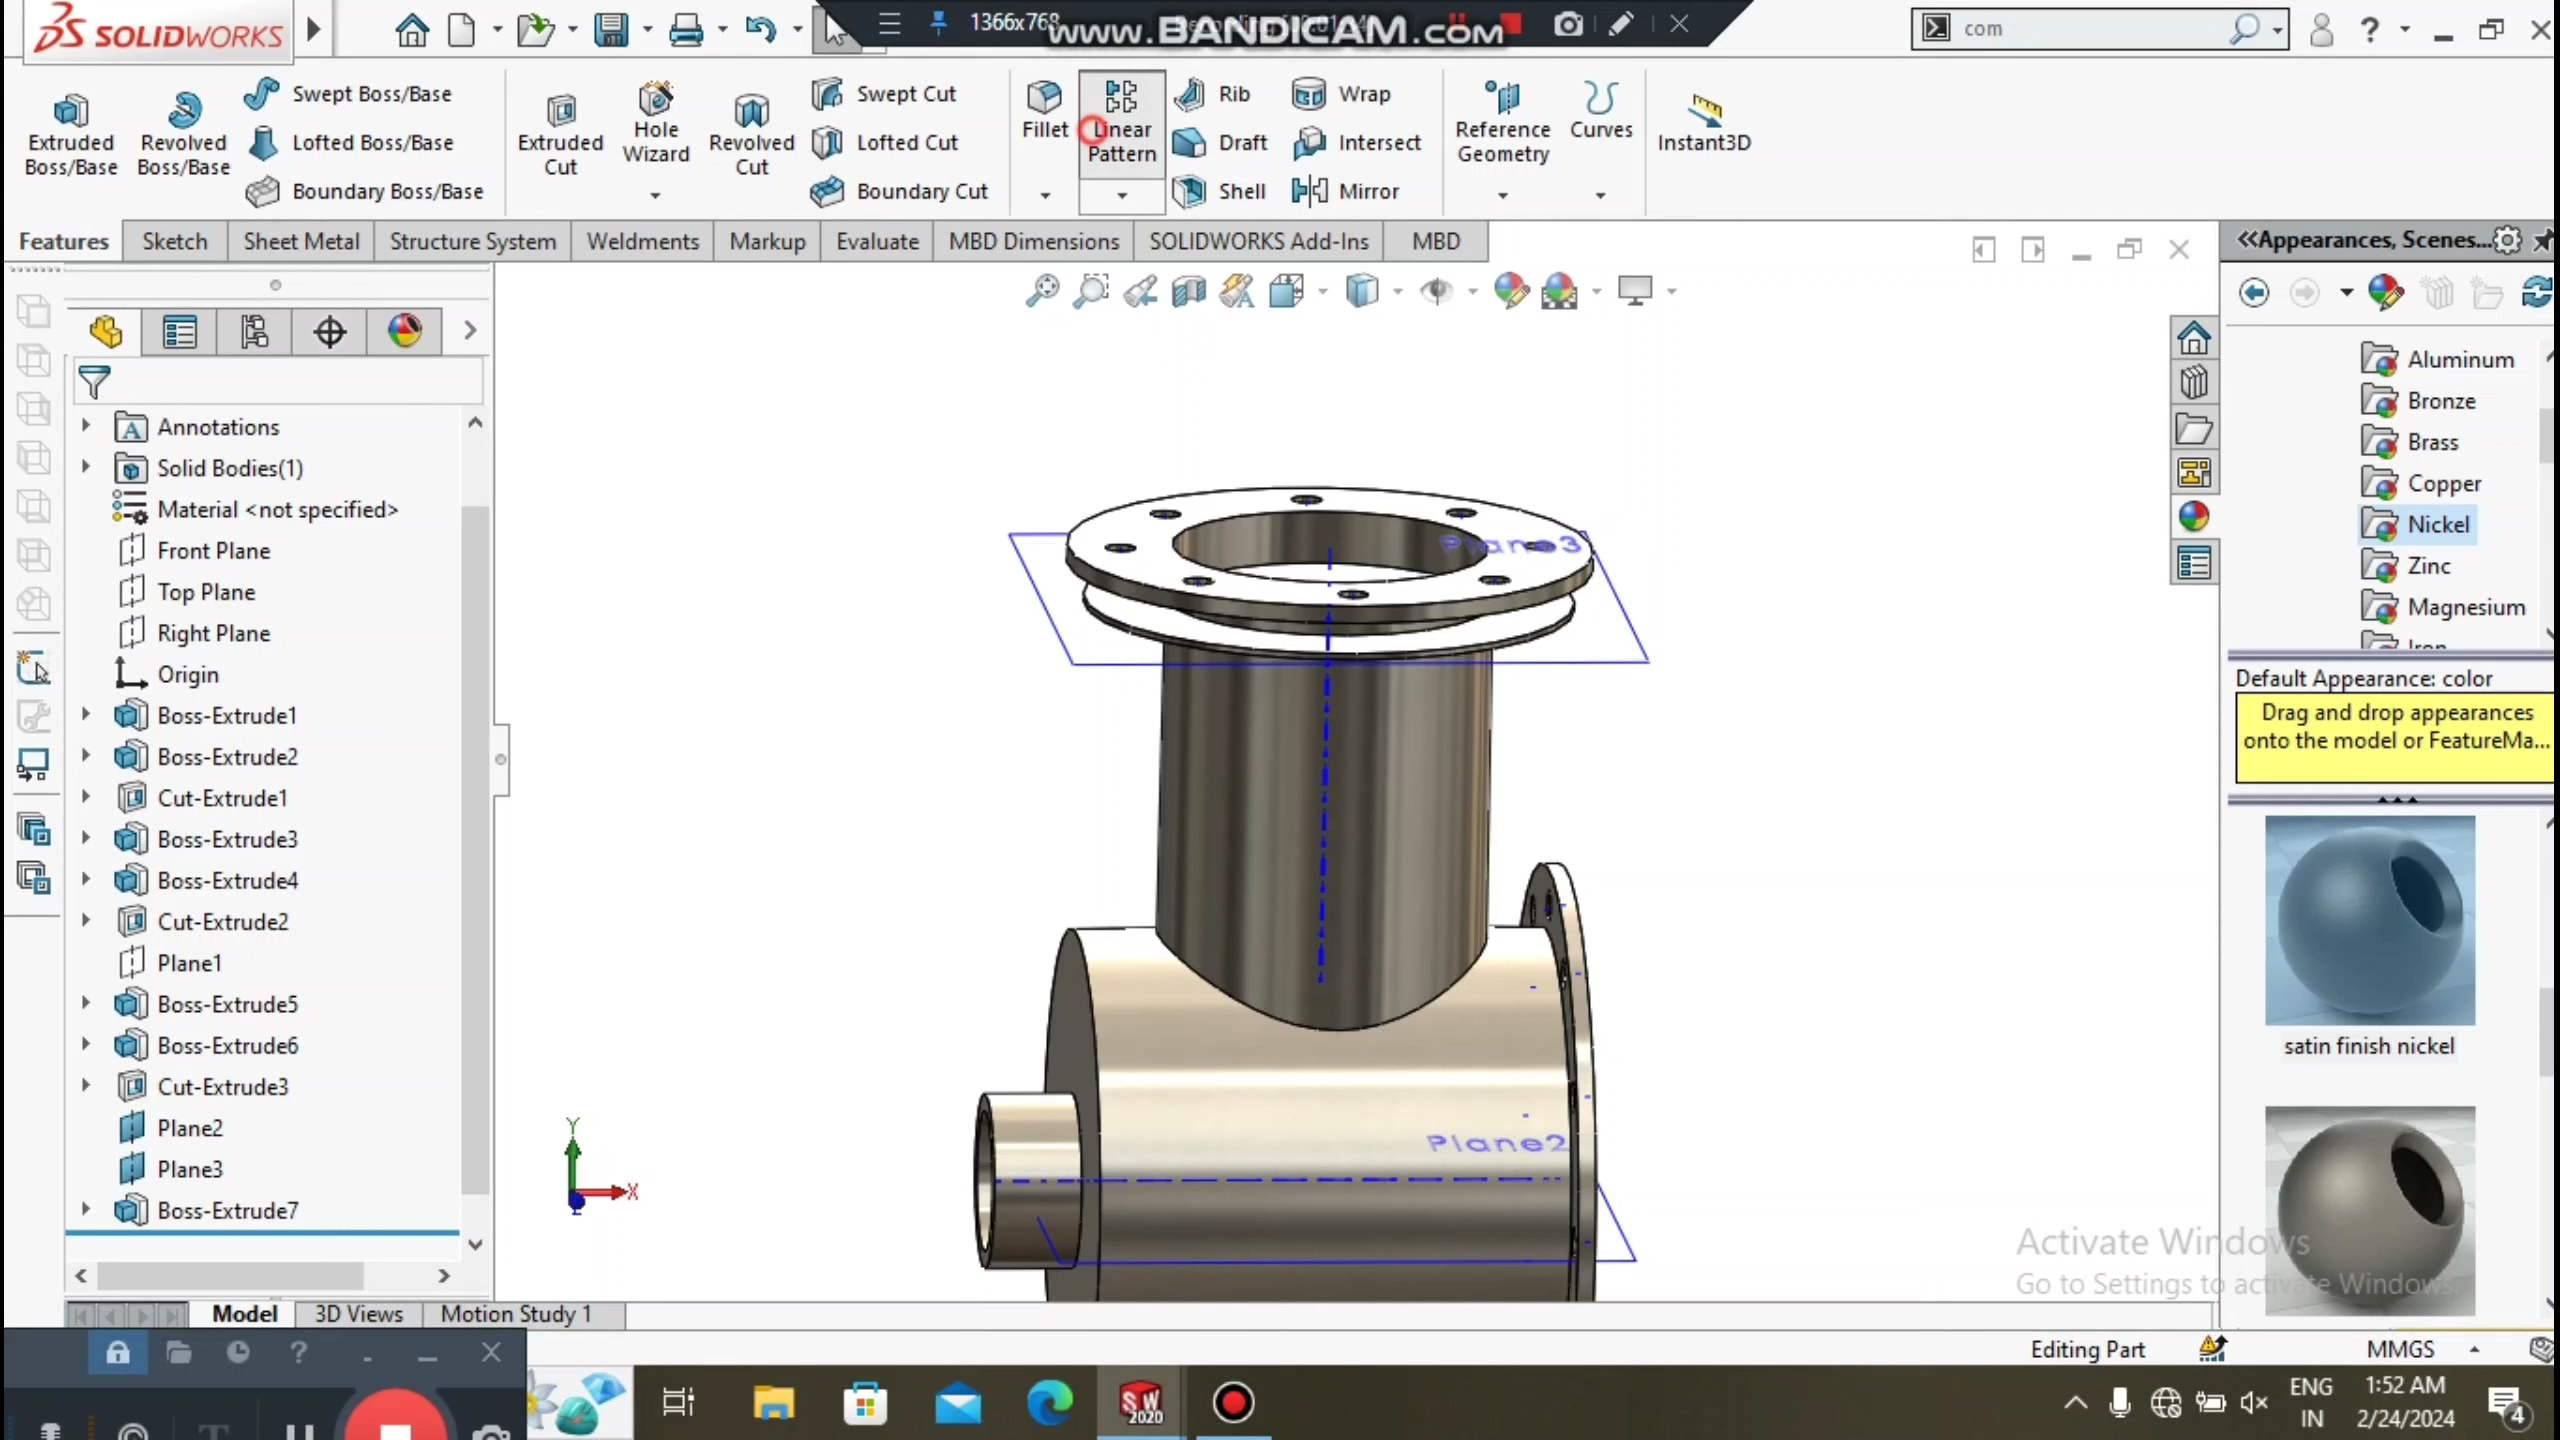 SOLIDWORKS
1366x768
www.BANDICAM.com
com
Extruded Boss/Base
Revolved Boss/Base
Swept Boss/Base
Lofted Boss/Base
Boundary Boss/Base
Extruded Cut
Hole Wizard
Revolved Cut
Swept Cut
Lofted Cut
Boundary Cut
Fillet
Linear Pattern
Rib
Draft
Shell
Wrap
Intersect
Mirror
Reference Geometry
Curves
Instant3D
Features
Sketch
Sheet Metal
Structure System
Weldments
Markup
Evaluate
MBD Dimensions
SOLIDWORKS Add-Ins
MBD
Appearances, Scenes...
Annotations
Solid Bodies(1)
Material <not specified>
Front Plane
Top Plane
Right Plane
Origin
Boss-Extrude1
Boss-Extrude2
Cut-Extrude1
Boss-Extrude3
Boss-Extrude4
Cut-Extrude2
Plane1
Boss-Extrude5
Boss-Extrude6
Cut-Extrude3
Plane2
Plane3
Boss-Extrude7
Plane3
Plane2
Y
X
Z
Aluminum
Bronze
Brass
Copper
Nickel
Zinc
Magnesium
Iron
Default Appearance: color
Drag and drop appearances
onto the model or FeatureMa...
satin finish nickel
Activate Windows
Go to Settings to activate Windows.
Model
3D Views
Motion Study 1
Editing Part
MMGS
SW
2020
ENG
IN
1:52 AM
2/24/2024
4